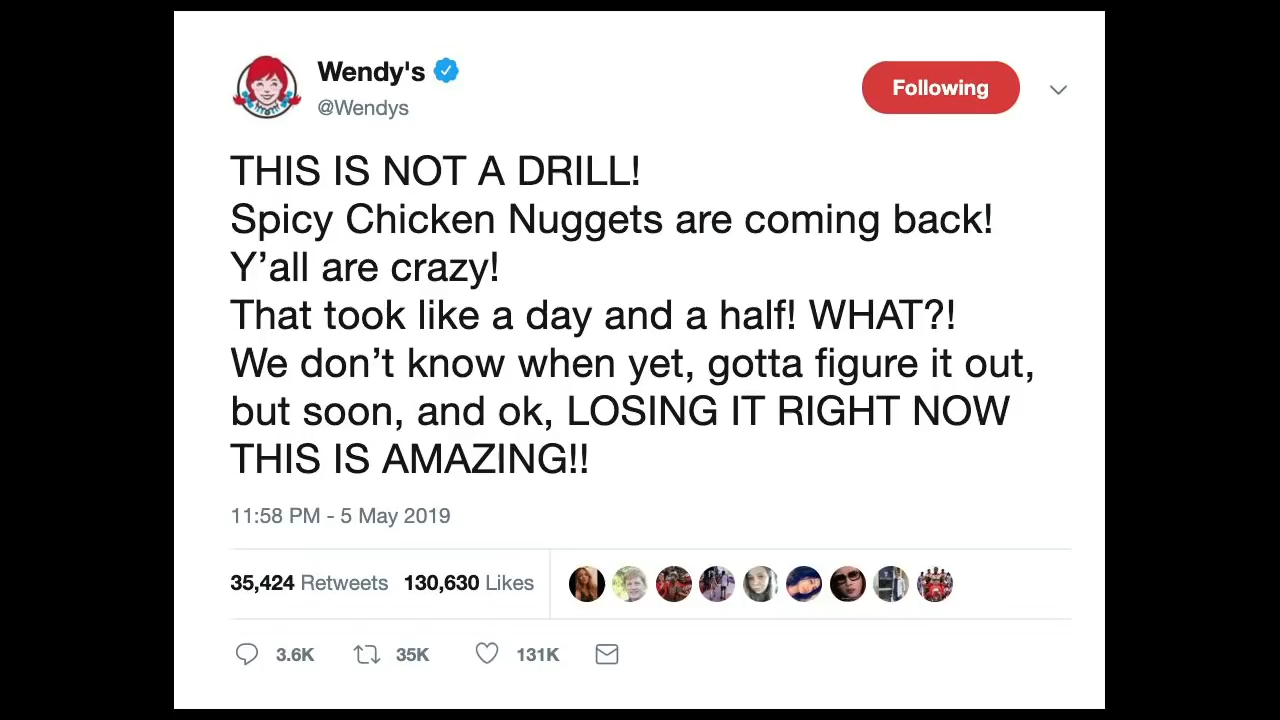 Wendy's
@Wendys
Following
THIS IS NOT A DRILL!
Spicy Chicken Nuggets are coming back!
Y’all are crazy!
That took like a day and a half! WHAT?!
We don’t know when yet, gotta figure it out,
but soon, and ok, LOSING IT RIGHT NOW
THIS IS AMAZING!!
11:58 PM - 5 May 2019
35,424 Retweets 130,630 Likes
3.6K 35K 131K